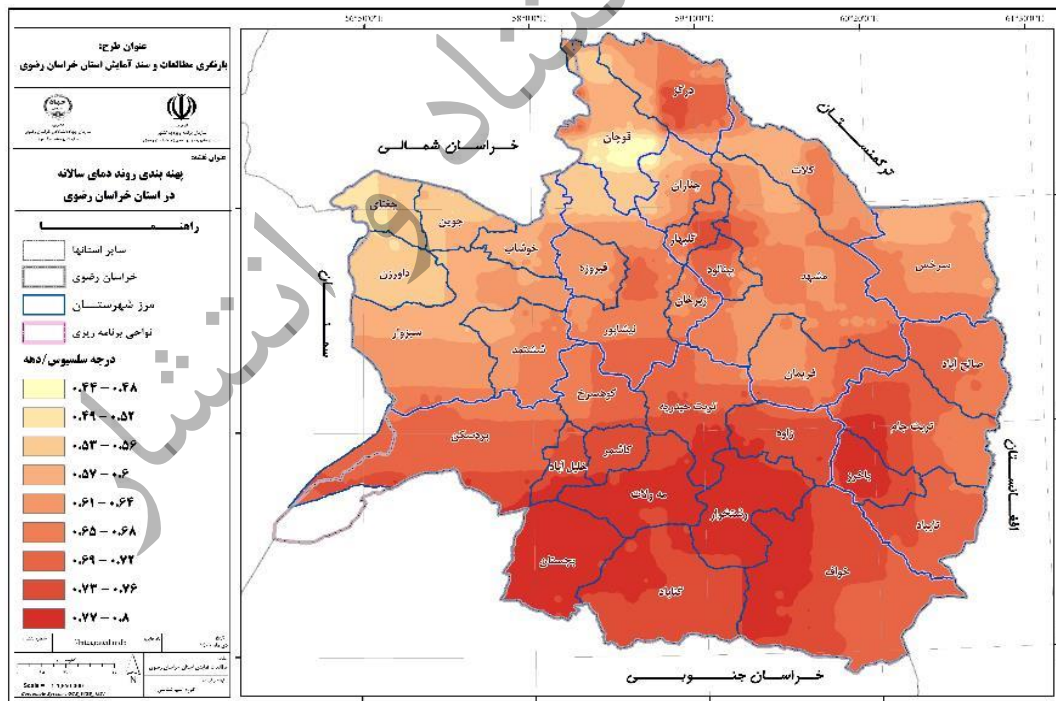 عنوان طرح:
بازنگری مطالعات و سند آمایش استان خراسان رضوی
عنوان نقشه:
پهنه بندی روند دمای سالانه
در استان خراسان رضوی
راهنمـــــــــا
سایر استانها
خراسان رضوی
مرز شهرستـــان
نواحی برنامه ریزی
درجه سلسیوس/دهه
۰.۴۴ – ۰.۴۸
۰.۴۹ – ۰.۵۲
۰.۵۳ – ۰.۵۶
۰.۵۷ – ۰.۶
۰.۶۱ – ۰.۶۴
۰.۶۵ – ۰.۶۸
۰.۶۹ – ۰.۷۲
۰.۷۳ – ۰.۷۶
۰.۷۷ – ۰.۸
N
خراسان شمالی
ترکمنستان
سمنان
افغانستان
خراسان جنوبی
درگز
قوچان
کلات
چناران
جغتای
جوین
خوشاب
گلبهار
فیروزه
بینالود
مشهد
سرخس
داورزن
زبرخان
سبزوار
نیشابور
ششتمد
فریمان
صالح آباد
کوهسرخ
تربت حیدریه
بردسکن
زاوه
تربت جام
کاشمر
خلیل آباد
باخرز
مه ولات
رشتخوار
تایباد
بجستان
خواف
گناباد
و انتشار